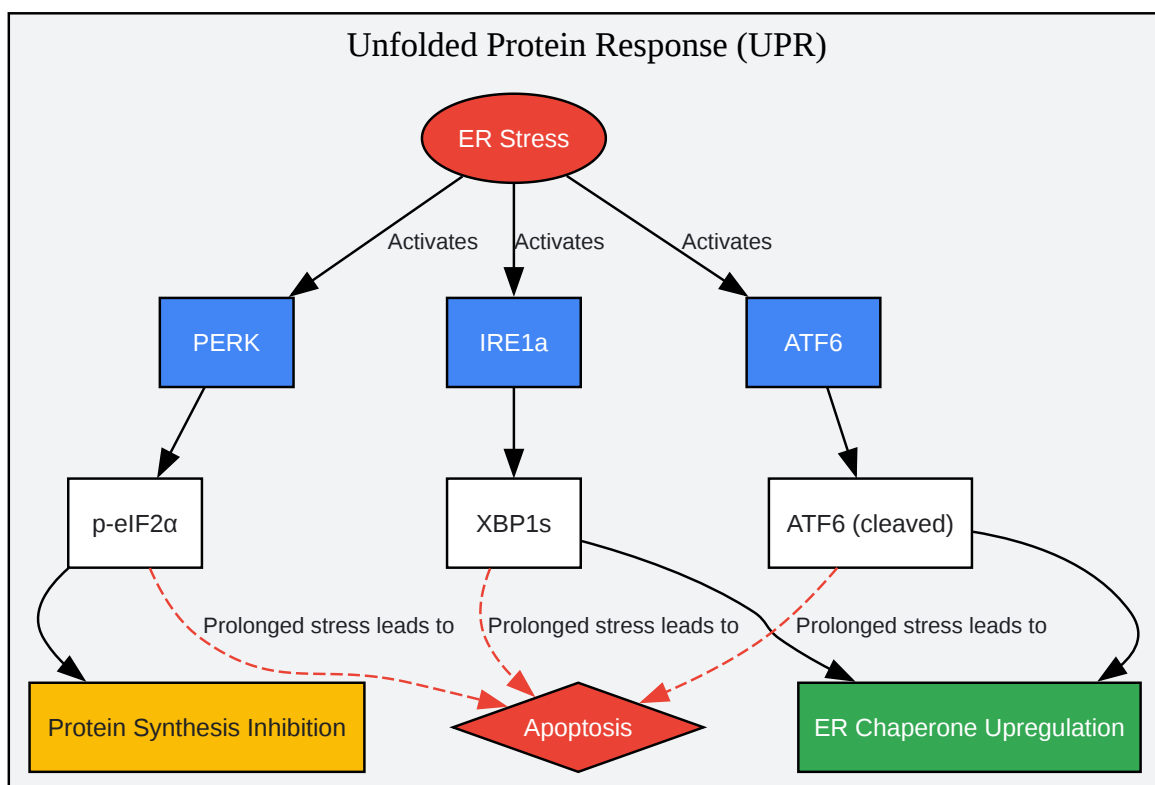 Unfolded Protein Response (UPR)
ER Stress
Activates
Activates
Activates
PERK
IRE1a
ATF6
p-eIF2α
XBP1s
ATF6 (cleaved)
Prolonged stress leads to
Prolonged stress leads to
Prolonged stress leads to
Protein Synthesis Inhibition
Apoptosis
ER Chaperone Upregulation